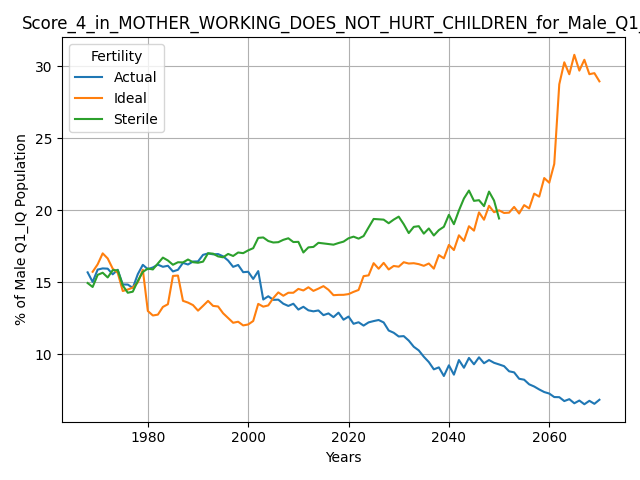 Score_4_in_MOTHER_WORKING_DOES_NOT_HURT_CHILDREN_for_Male_Q1_
Fertility
Actual
Ideal
Sterile
% of Male Q1_IQ Population
30
25
20
15
10
1980
2000
2020
2040
2060
Years